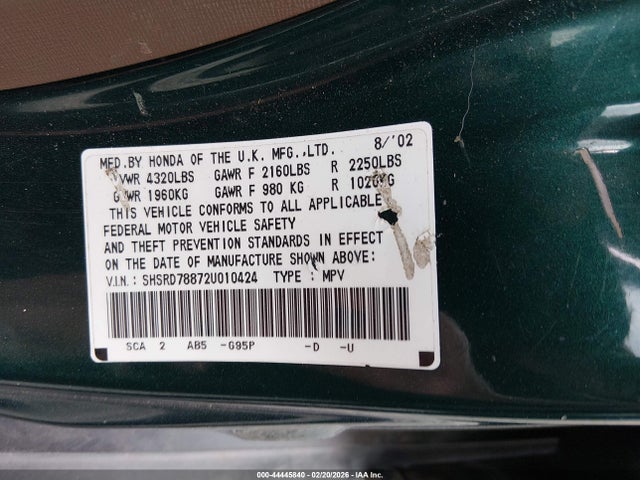 MFD.BY HONDA OF THE U.K. MFG.,LTD. 8/'02
VWR 4320LBS GAWR F 2160LBS R 2250LBS
GVWR 1960KG GAWR F 980 KG R 1020KG
THIS VEHICLE CONFORMS TO ALL APPLICABLE
FEDERAL MOTOR VEHICLE SAFETY
AND THEFT PREVENTION STANDARDS IN EFFECT
ON THE DATE OF MANUFACTURE SHOWN ABOVE:
V.I.N.: SHSRD78872U010424 TYPE : MPV
SCA 2 AB5 -G95P -D -U
000-44445840 - 02/20/2026 - IAA Inc.